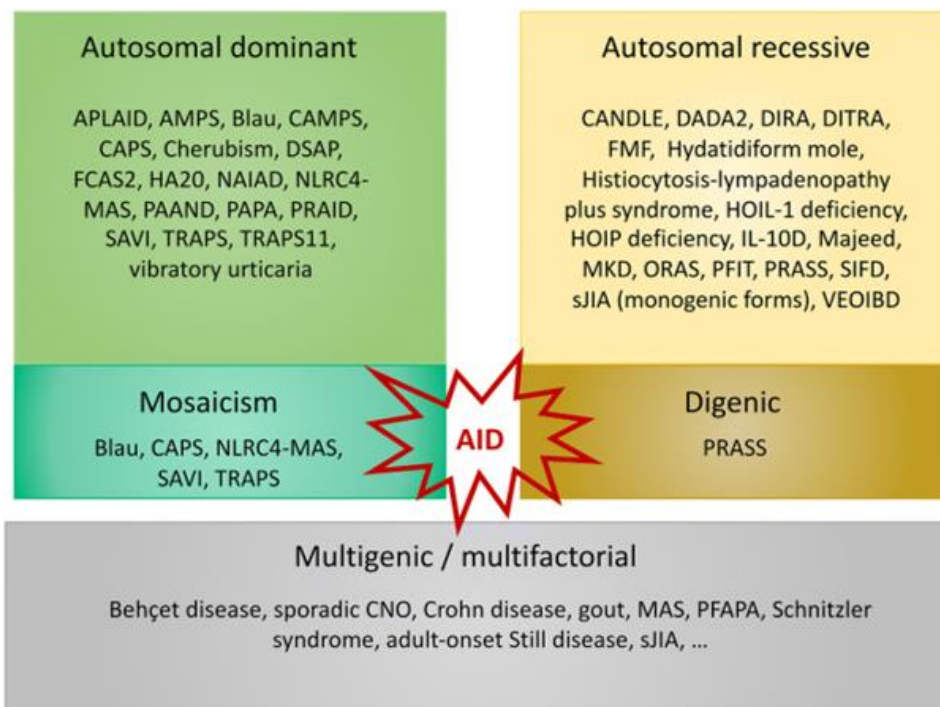 Autosomal dominant
APLAID, AMPS, Blau, CAMPS,
CAPS, Cherubism, DSAP,
FCAS2, HA20, NAIAD, NLRC4-
MAS, PAAND, PAPA, PRAID,
SAVI, TRAPS, TRAPS11,
vibratory urticaria
Autosomal recessive
CANDLE, DADA2, DIRA, DITRA,
FMF, Hydatidiform mole,
Histiocytosis-lympadenopathy
plus syndrome, HOIL-1 deficiency,
HOIP deficiency, IL-10D, Majeed,
MKD, ORAS, PFIT, PRASS, SIFD,
sJIA (monogenic forms), VEOIBD
Mosaicism
Blau, CAPS, NLRC4-MAS,
SAVI, TRAPS
AID
Digenic
PRASS
Multigenic / multifactorial
Behçet disease, sporadic CNO, Crohn disease, gout, MAS, PFAPA, Schnitzler
syndrome, adult-onset Still disease, sJIA, ...